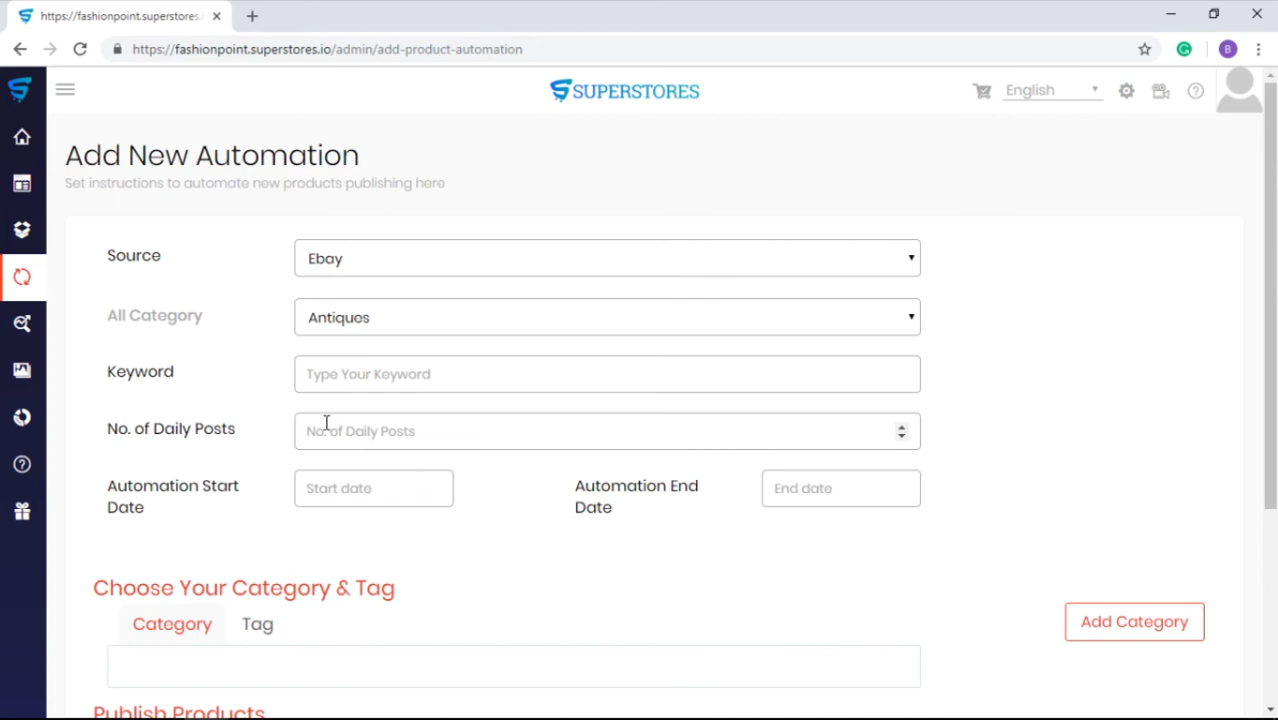 https://fashionpoint.superstores.
https://fashionpoint.superstores.io/admin/add-product-automation
B
SUPERSTORES
English
Add New Automation
Set instructions to automate new products publishing here
Source
Ebay
All Category
Antiques
Keyword
Type Your Keyword
No. of Daily Posts
No. of Daily Posts
Automation Start Date
Start date
Automation End Date
End date
Choose Your Category & Tag
Category
Tag
Add Category
Publish Products